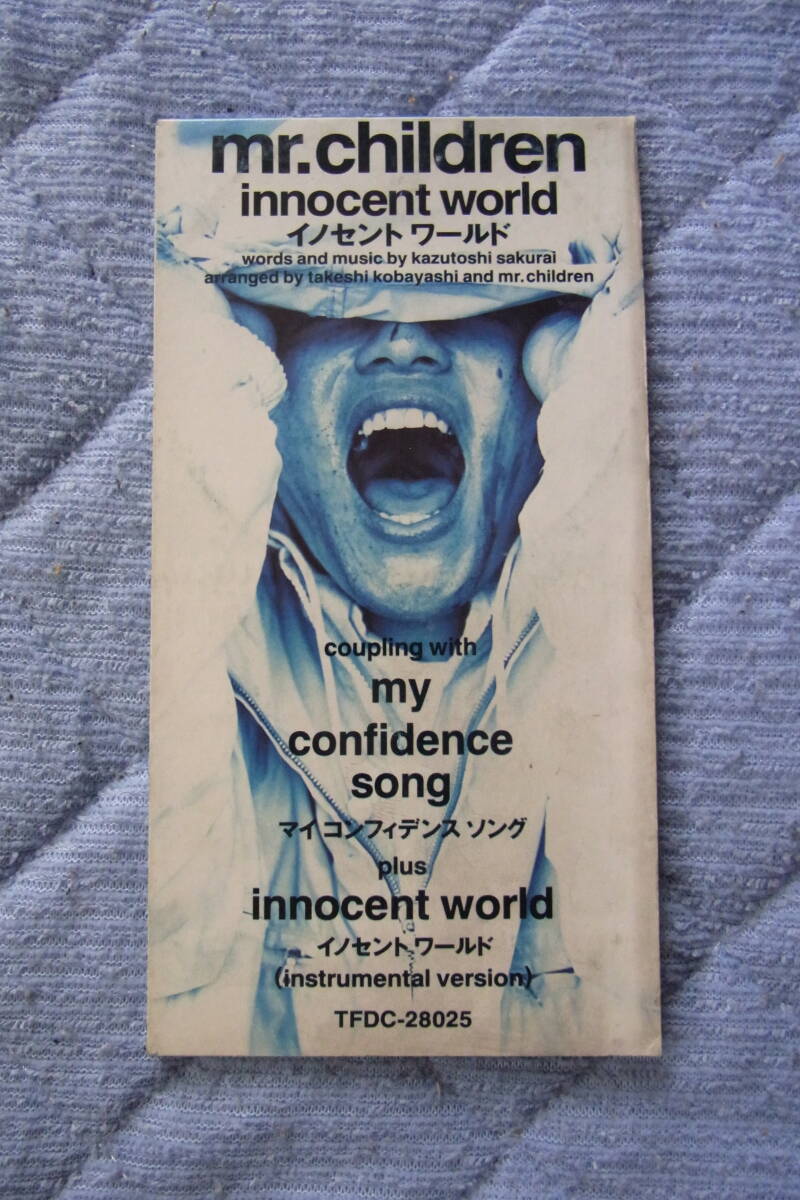 mr.children
innocent world
イノセント ワールド
words and music by kazutoshi sakurai
arranged by takeshi kobayashi and mr.children
coupling with
my
confidence
song
マイ コンフィデンス ソング
plus
innocent world
イノセント ワールド
(instrumental version)
TFDC-28025